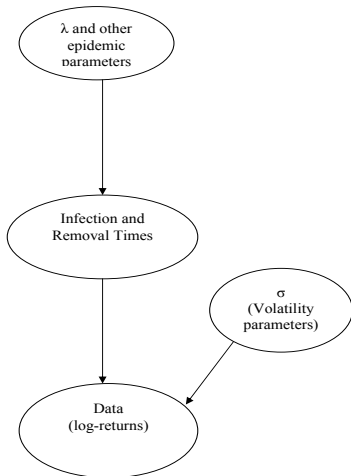 λ and other
epidemic
parameters
Infection and
Removal Times
σ
(Volatility
parameters)
Data
(log-returns)